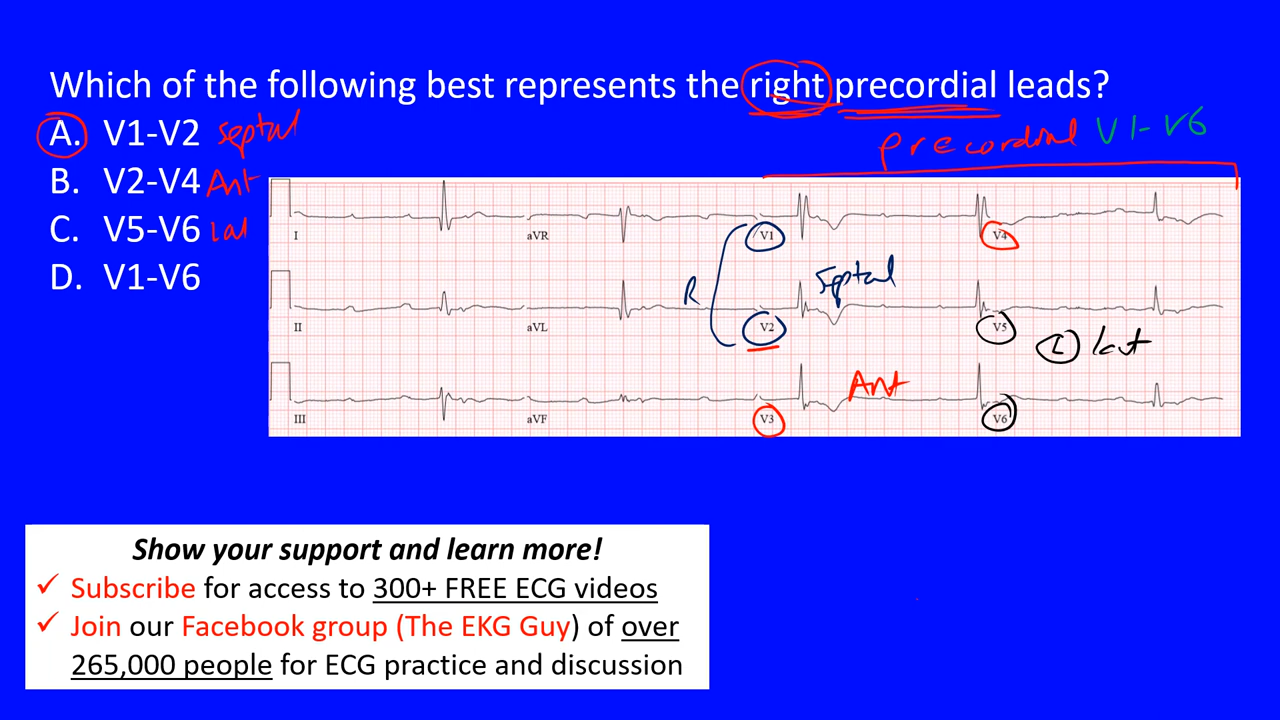 Which of the following best represents the right precordial leads?
A. V1-V2 septal
precordial V1-V6
B. V2-V4 Ant
C. V5-V6 lat
D. V1-V6
I aVR V1 V4
R septal
II aVL V2 V5
L lat
Ant
III aVF V3 V6
Show your support and learn more!
✓ Subscribe for access to 300+ FREE ECG videos
✓ Join our Facebook group (The EKG Guy) of over
265,000 people for ECG practice and discussion